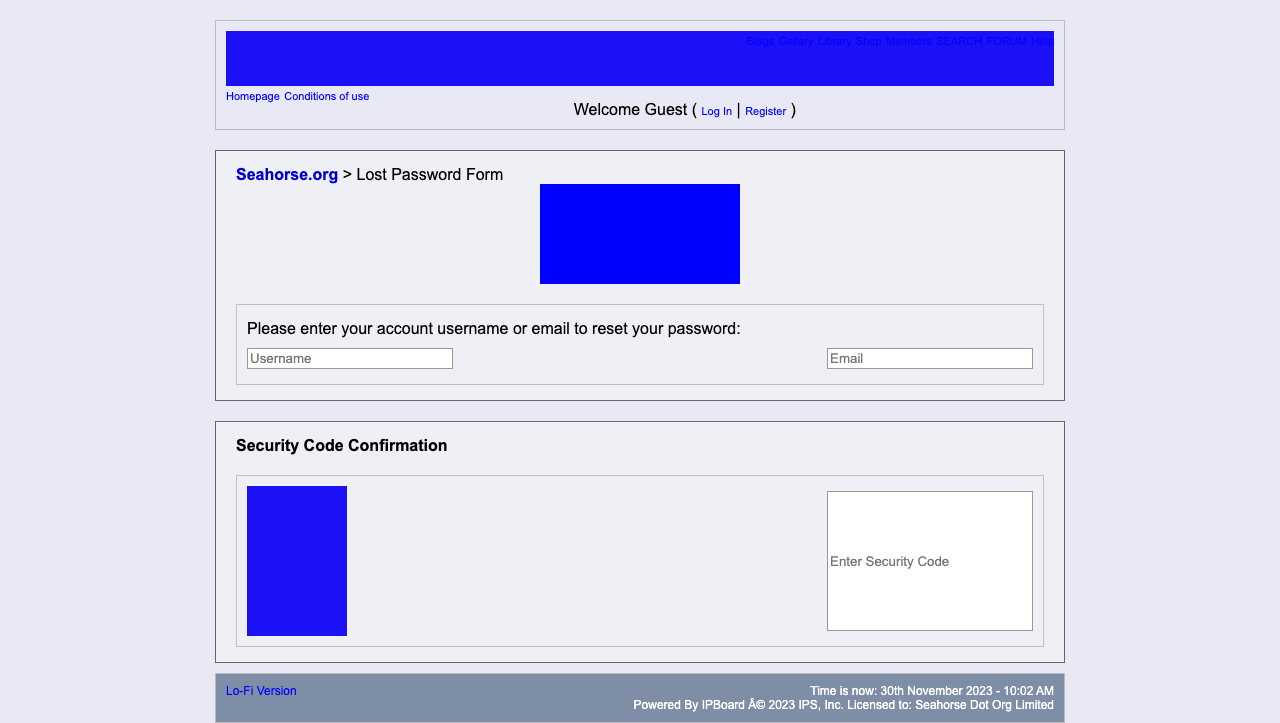 Blogs Gallery Library Shop Members SEARCH FORUM Help
Homepage Conditions of use
Welcome Guest ( Log In | Register )
Seahorse.org > Lost Password Form
Please enter your account username or email to reset your password:
Username
Email
Security Code Confirmation
Enter Security Code
Lo-Fi Version
Time is now: 30th November 2023 - 10:02 AM
Powered By IPBoard Â© 2023 IPS, Inc. Licensed to: Seahorse Dot Org Limited